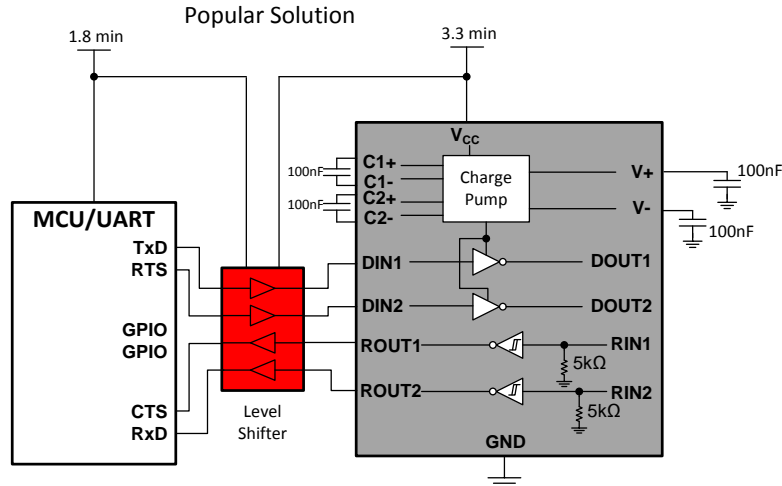 Popular Solution
1.8 min
3.3 min
MCU/UART
TxD
RTS
GPIO
GPIO
CTS
RxD
Level
Shifter
VCC
C1+
C1-
C2+
C2-
100nF
100nF
Charge
Pump
V+
V-
100nF
100nF
DIN1
DOUT1
DIN2
DOUT2
ROUT1
RIN1
5kΩ
ROUT2
RIN2
5kΩ
GND